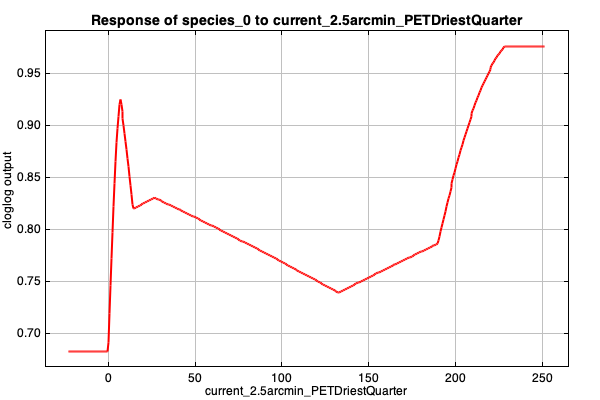 Response of species_0 to current_2.5arcmin_PETDriestQuarter
cloglog output
0.95
0.90
0.85
0.80
0.75
0.70
0 50 100 150 200 250
current_2.5arcmin_PETDriestQuarter